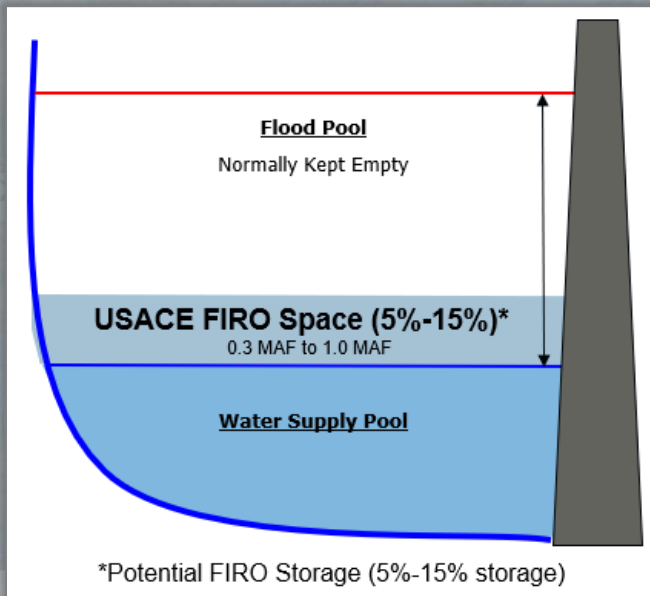 Flood Pool
Normally Kept Empty
USACE FIRO Space (5%-15%)*
0.3 MAF to 1.0 MAF
Water Supply Pool
*Potential FIRO Storage (5%-15% storage)